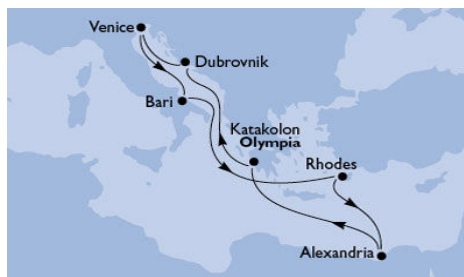 Venice
Dubrovnik
Bari
Katakolon
Olympia
Rhodes
Alexandria